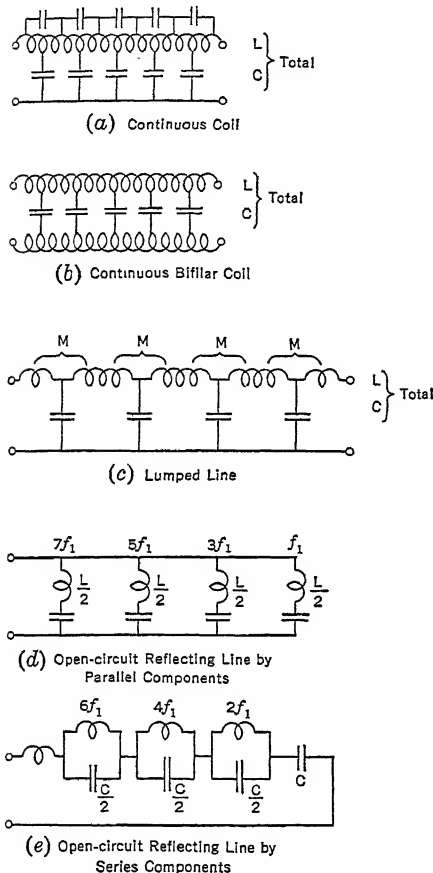 L
C
Total
(a) Continuous Coil
L
C
Total
(b) Continuous Bifilar Coil
M M M M
L
C
Total
(c) Lumped Line
7f₁ 5f₁ 3f₁ f₁
L/2 L/2 L/2 L/2
(d) Open-circuit Reflecting Line by
Parallel Components
6f₁ 4f₁ 2f₁
C/2 C/2 C/2 C
(e) Open-circuit Reflecting Line by
Series Components